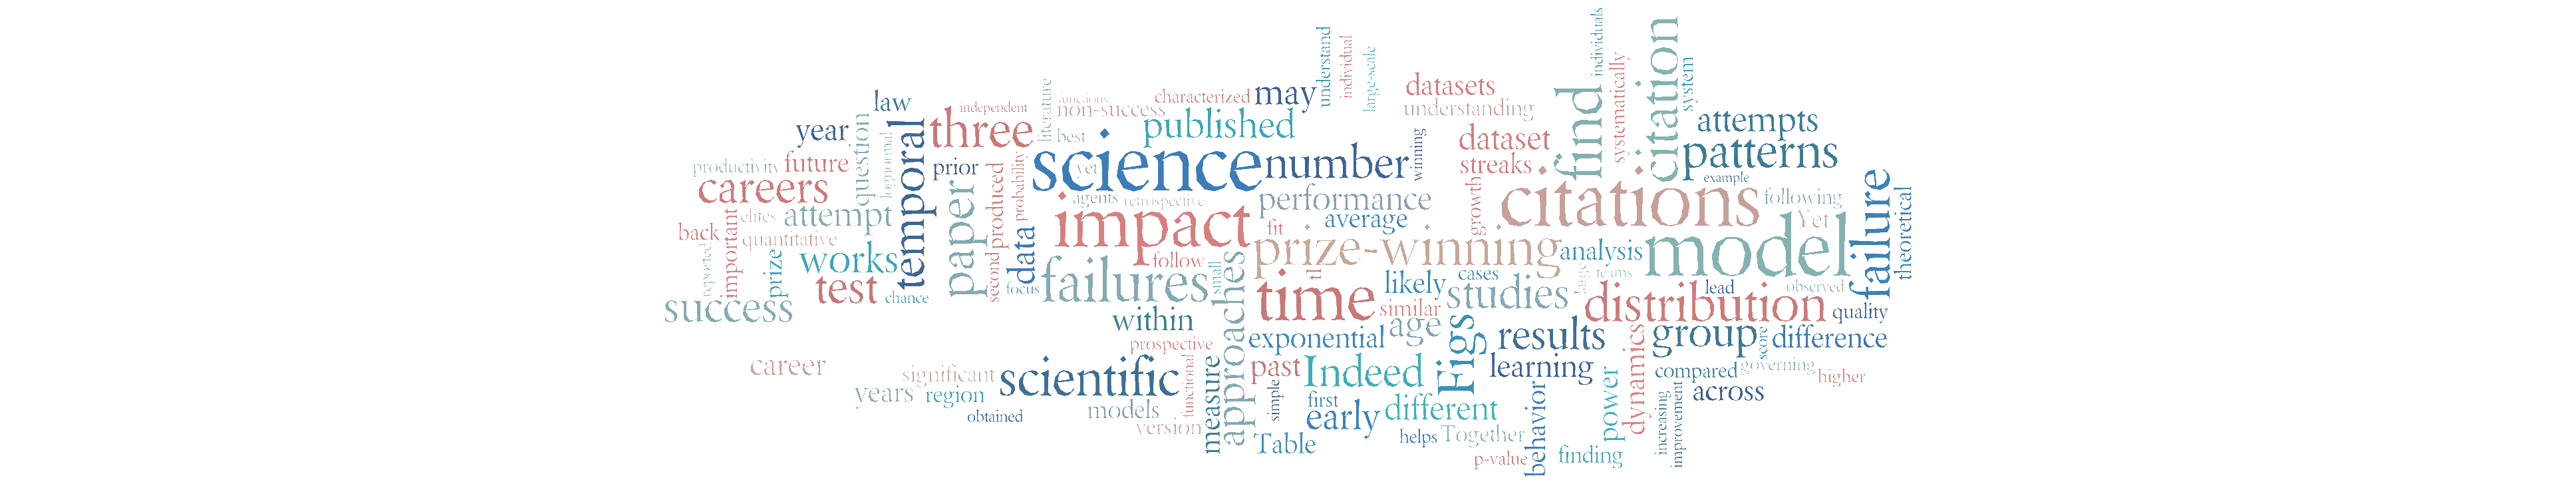 law
year
productivity
future
careers
question
temporal
attempt
elites
back
important
quantitative
prize
works
test
chance
success
career
independent
three
prior
paper
second
produced
probability
data
focus
literature
functions
non-success
best
characterized
may
published
science
yet
agents
retrospective
impact
follow
failures
small
approaches
within
prospective
understand
individual
large-scale
number
winning
performance
average
fit
prize-winning
time
tl
similar
likely
cases
studies
exponential
age
datasets
understanding
dataset
streaks
growth
citations
analysis
find
individuals
systematically
citation
system
attempts
patterns
example
following
Yet
model
failure
theoretical
teams
large
lead
observed
distribution
quality
group
score
difference
results
Figs
learning
dynamics
compared
governing
higher
across
significant
scientific
years
region
obtained
models
version
functional
measure
past
Indeed
simple
first
early
different
Table
helps
Together
p-value
behavior
finding
power
increasing
improvement